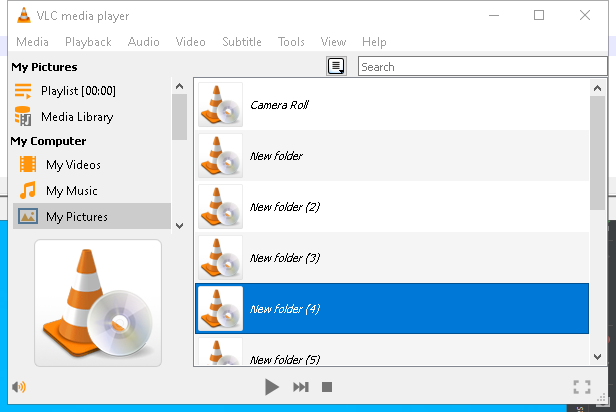 VLC media player
Media Playback Audio Video Subtitle Tools View Help
My Pictures
Search
Playlist [00:00]
Media Library
My Computer
My Videos
My Music
My Pictures
Camera Roll
New folder
New folder (2)
New folder (3)
New folder (4)
New folder (5)